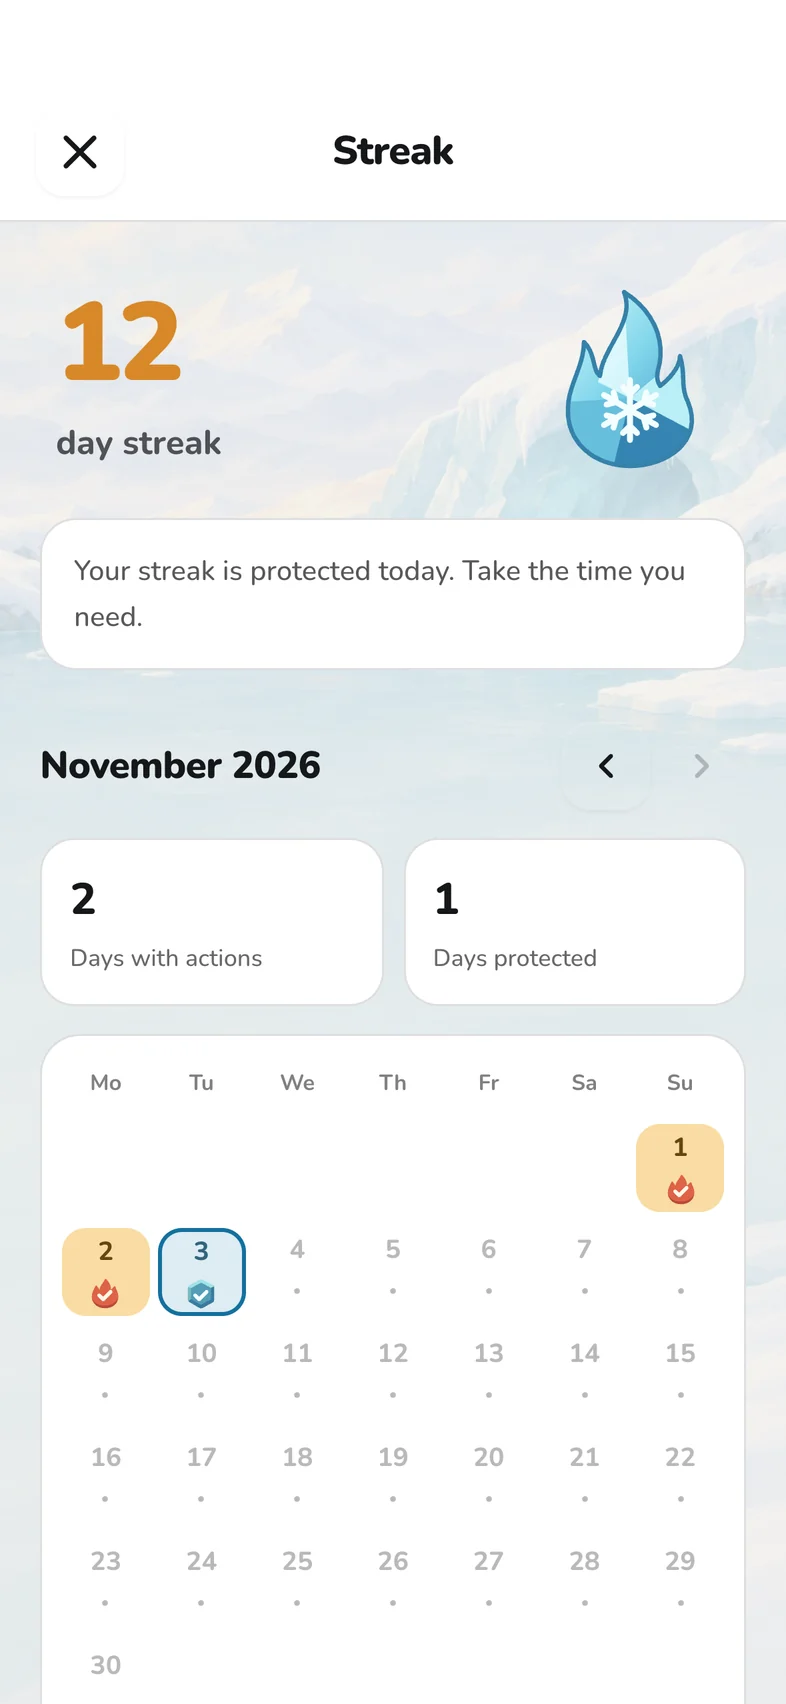 Streak
12
day streak
Your streak is protected today. Take the time you
need.
November 2026
2
Days with actions
1
Days protected
Mo Tu We Th Fr Sa Su
1
2 3 4 5 6 7 8
9 10 11 12 13 14 15
16 17 18 19 20 21 22
23 24 25 26 27 28 29
30